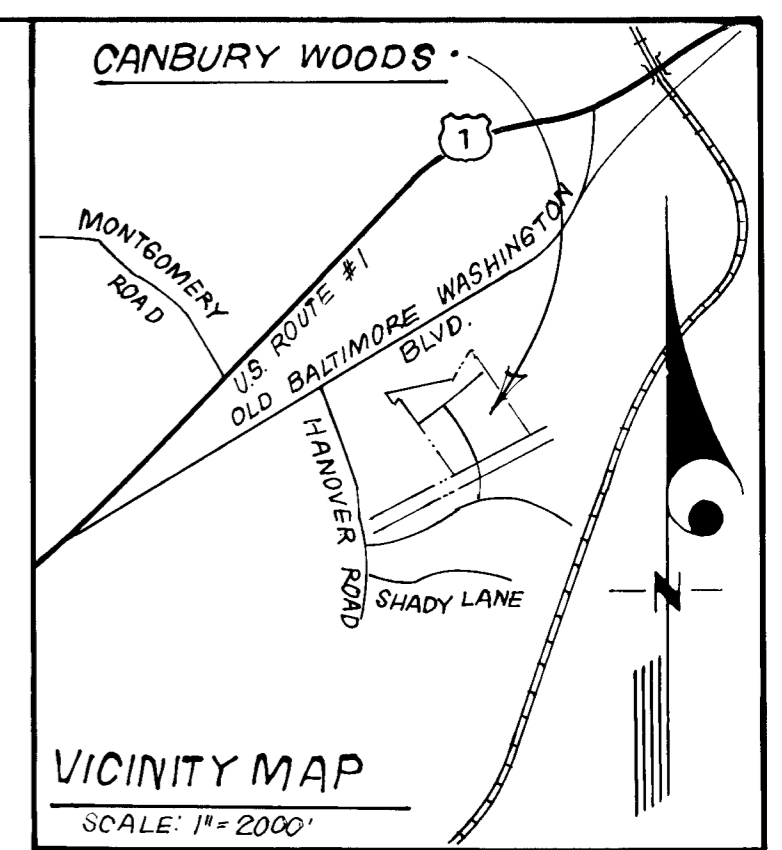 CANBURY WOODS
1
MONTGOMERY
ROAD
U.S. ROUTE #1
OLD BALTIMORE WASHINGTON
BLVD.
HANOVER ROAD
SHADY LANE
N
VICINITY MAP
SCALE: 1"= 2000'